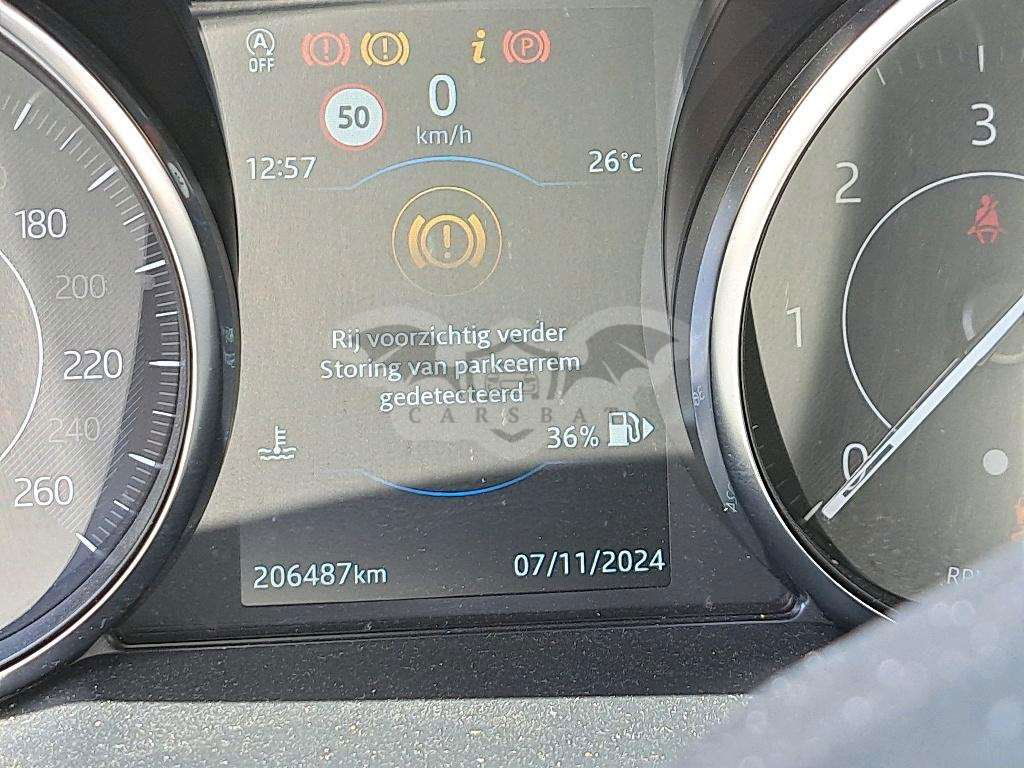 A
OFF
! ! i P
50
0
km/h
12:57
26°C
!
Rij voorzichtig verder
Storing van parkeerrem
gedetecteerd
CARSBAT
36%
206487km
07/11/2024
180
200
220
240
260
3
2
1
0